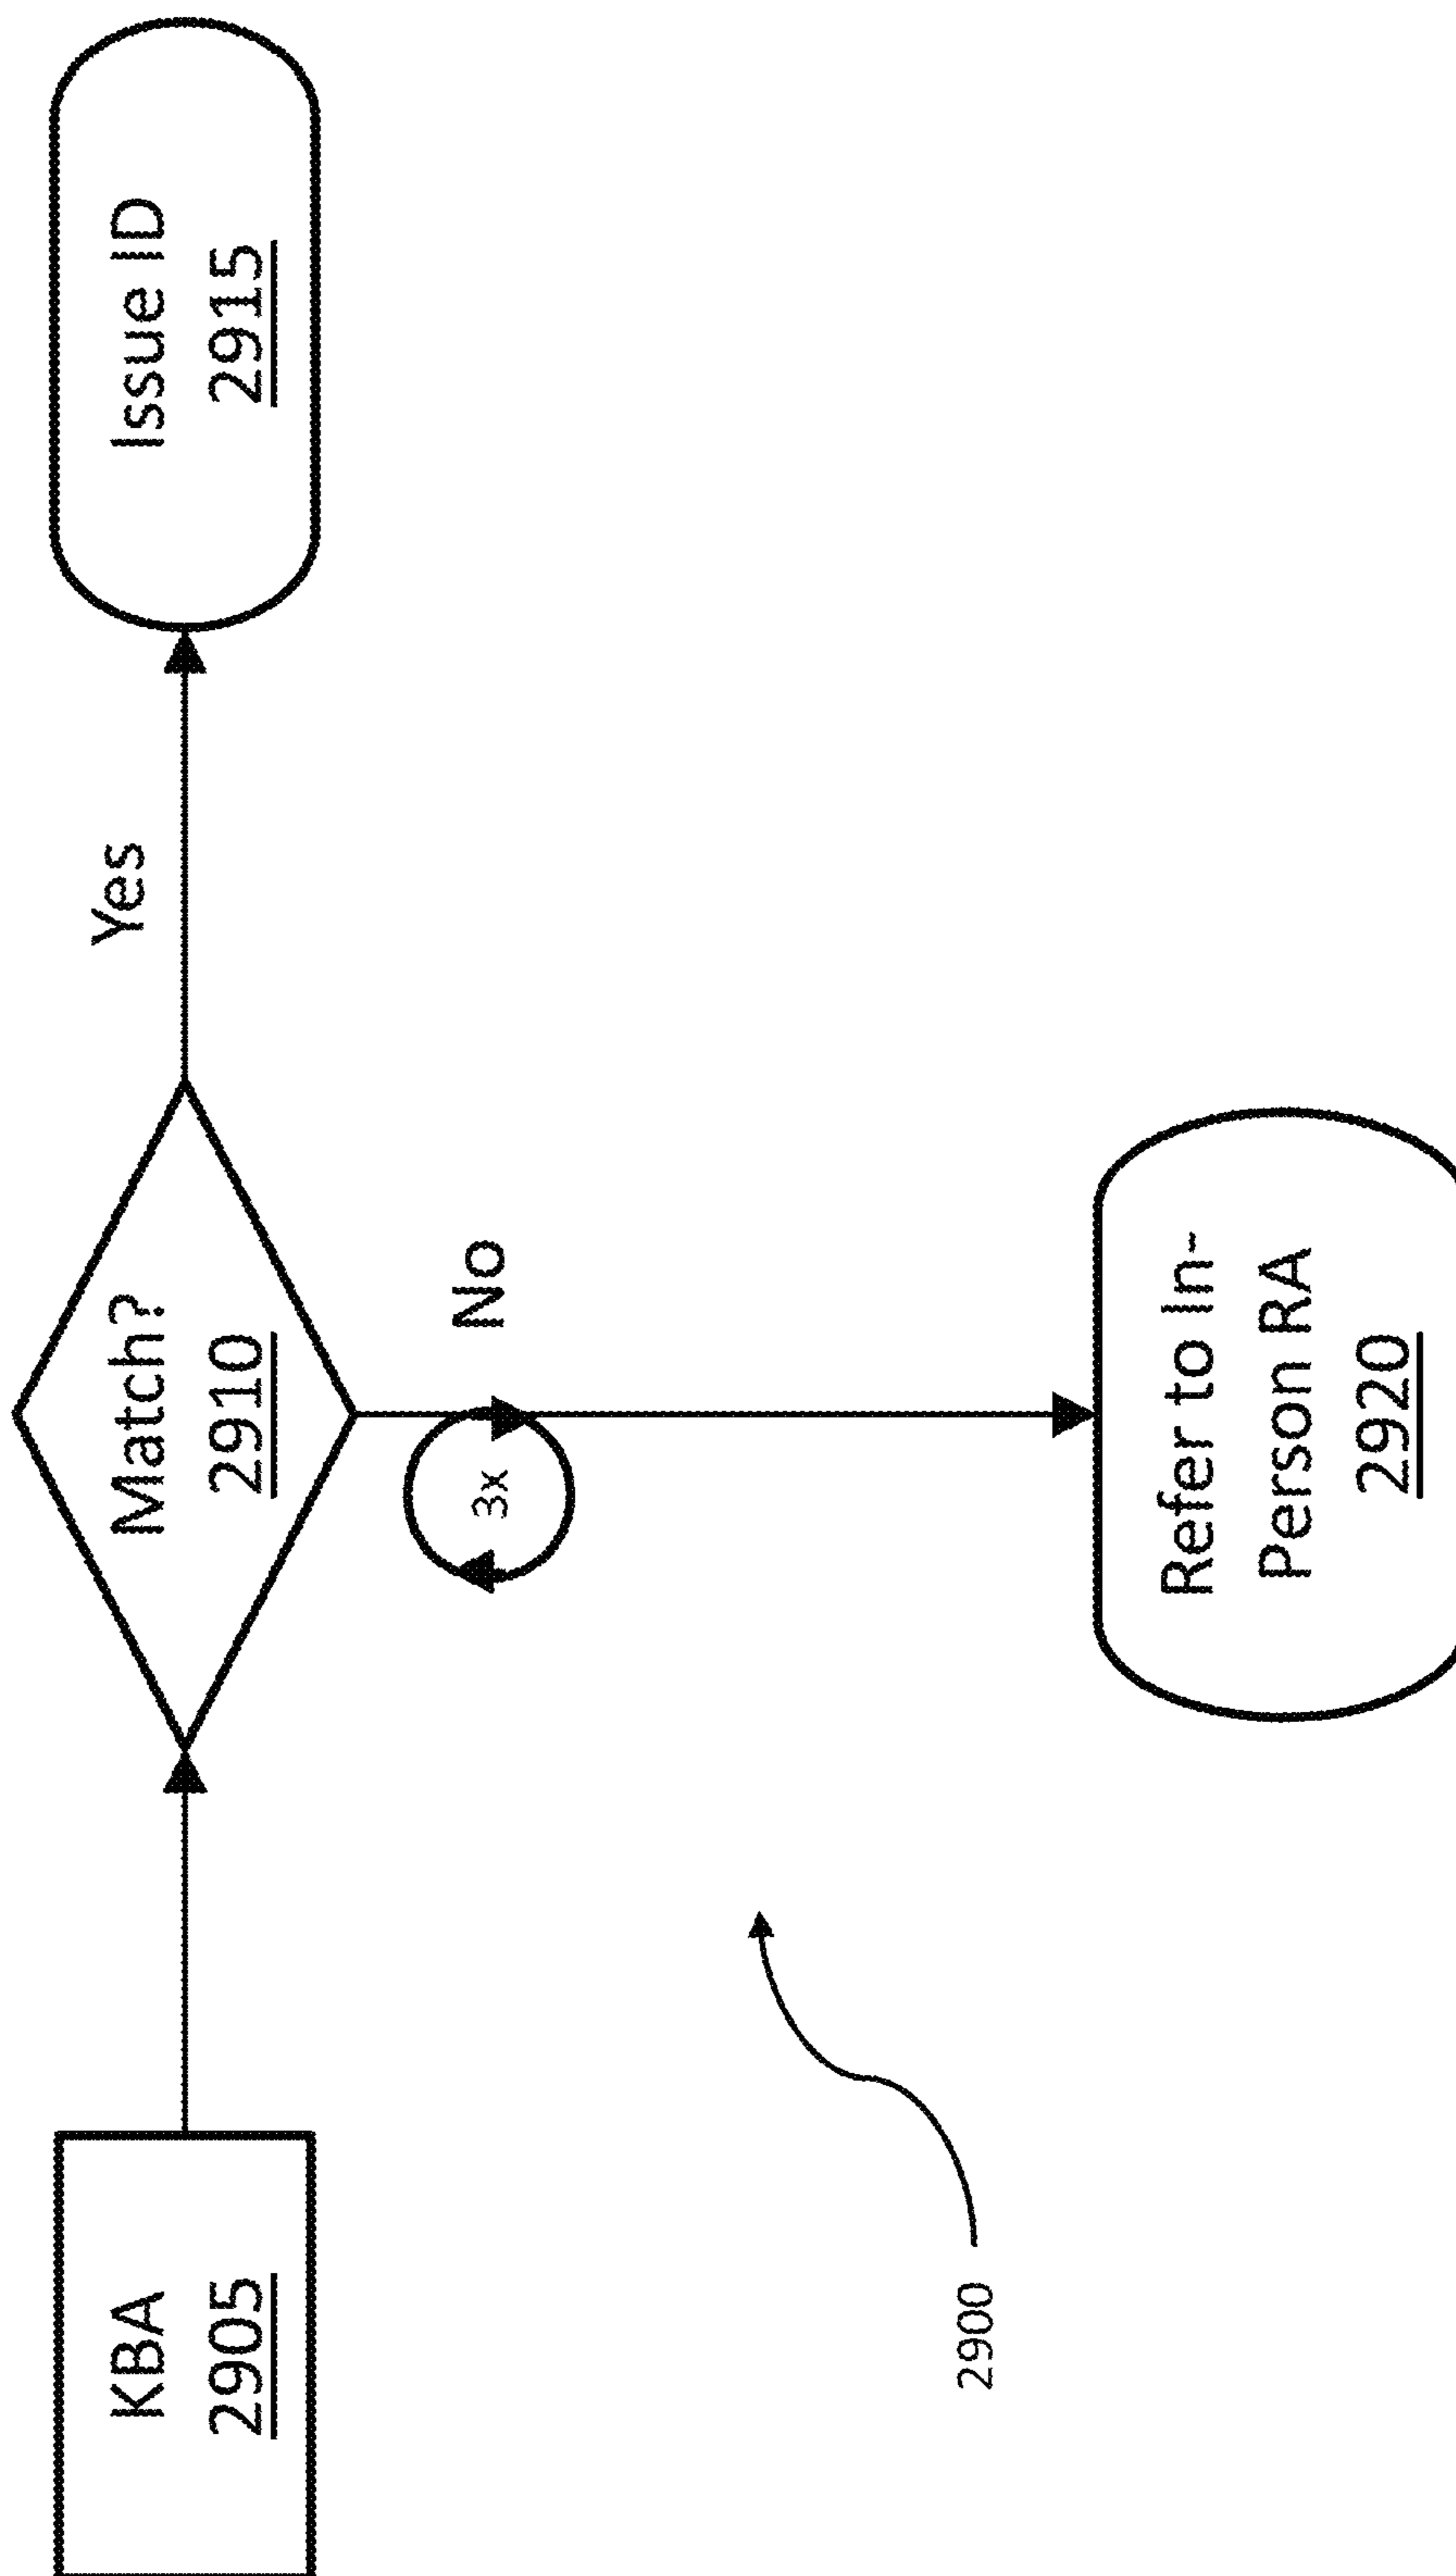 KBA
2905
Match?
2910
Yes
Issue ID
2915
No
3x
Refer to In-
Person RA
2920
2900